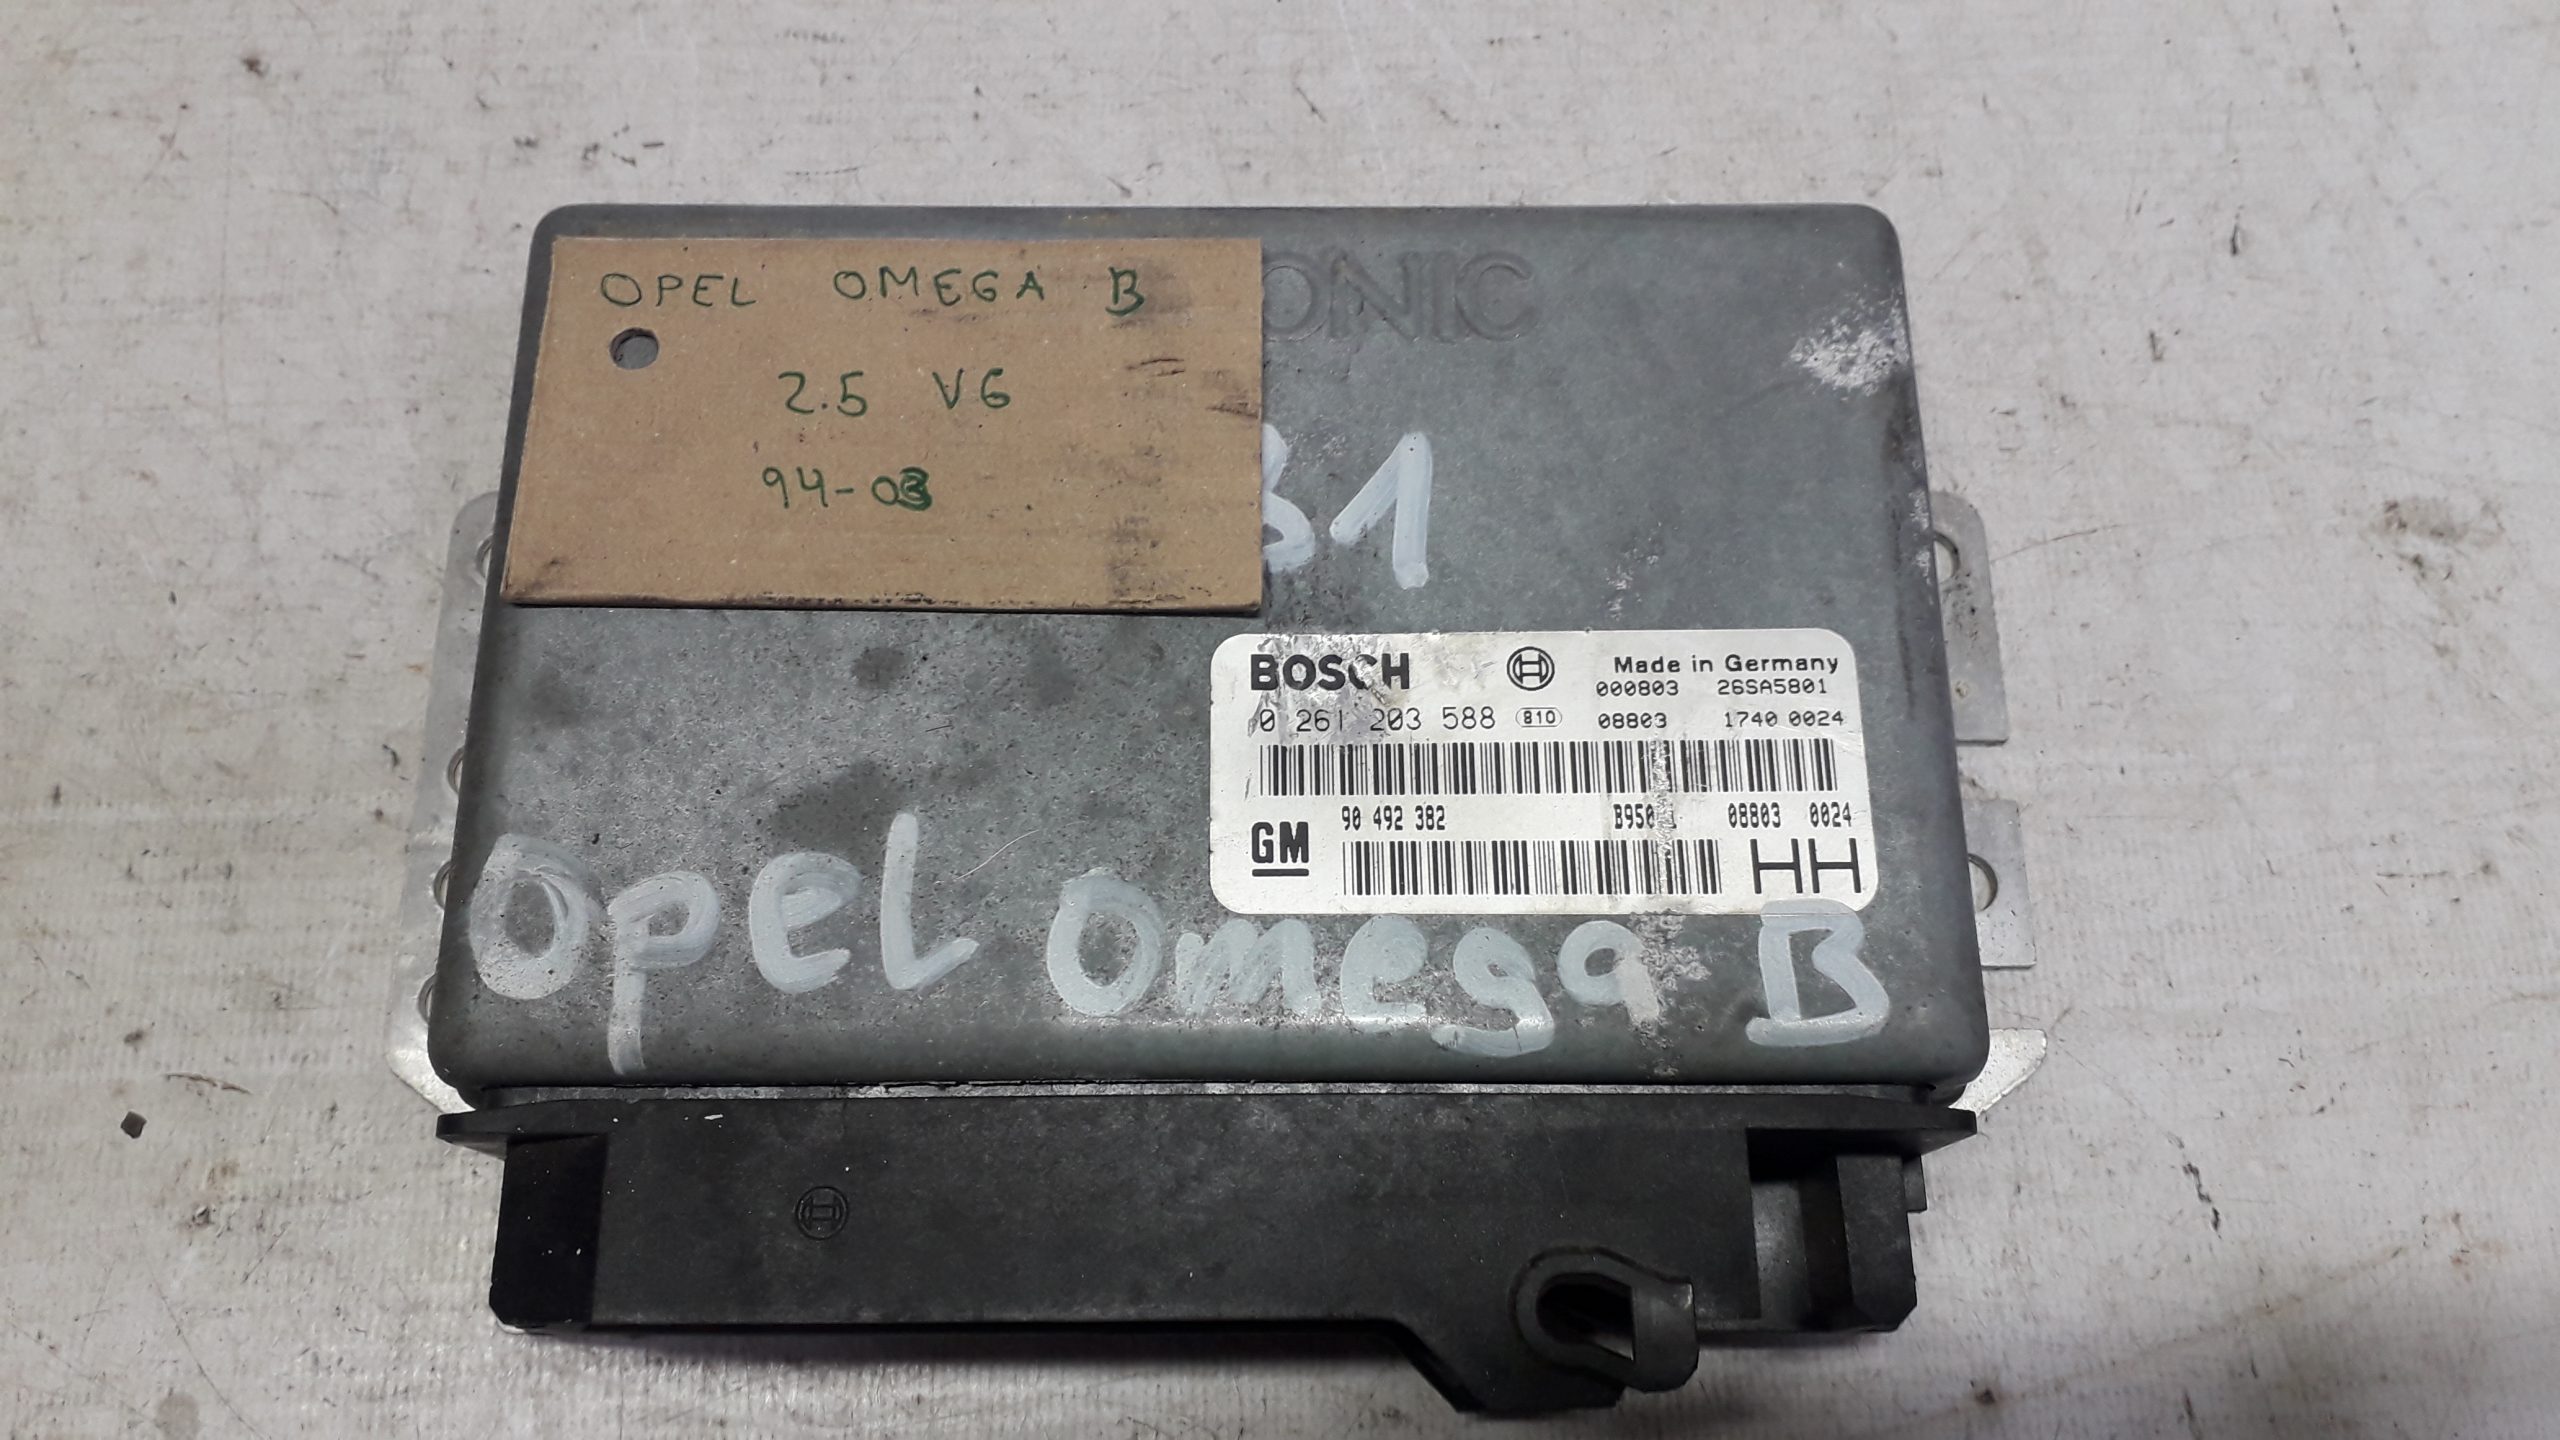 OPEL OMEGA B
2.5 V6
94-03
ONIC
31
BOSCH Made in Germany
000803 26SA5801
0 261 203 588 810 08803 1740 0024
90 492 382 08803 0024
GM HH
Opel Omega B